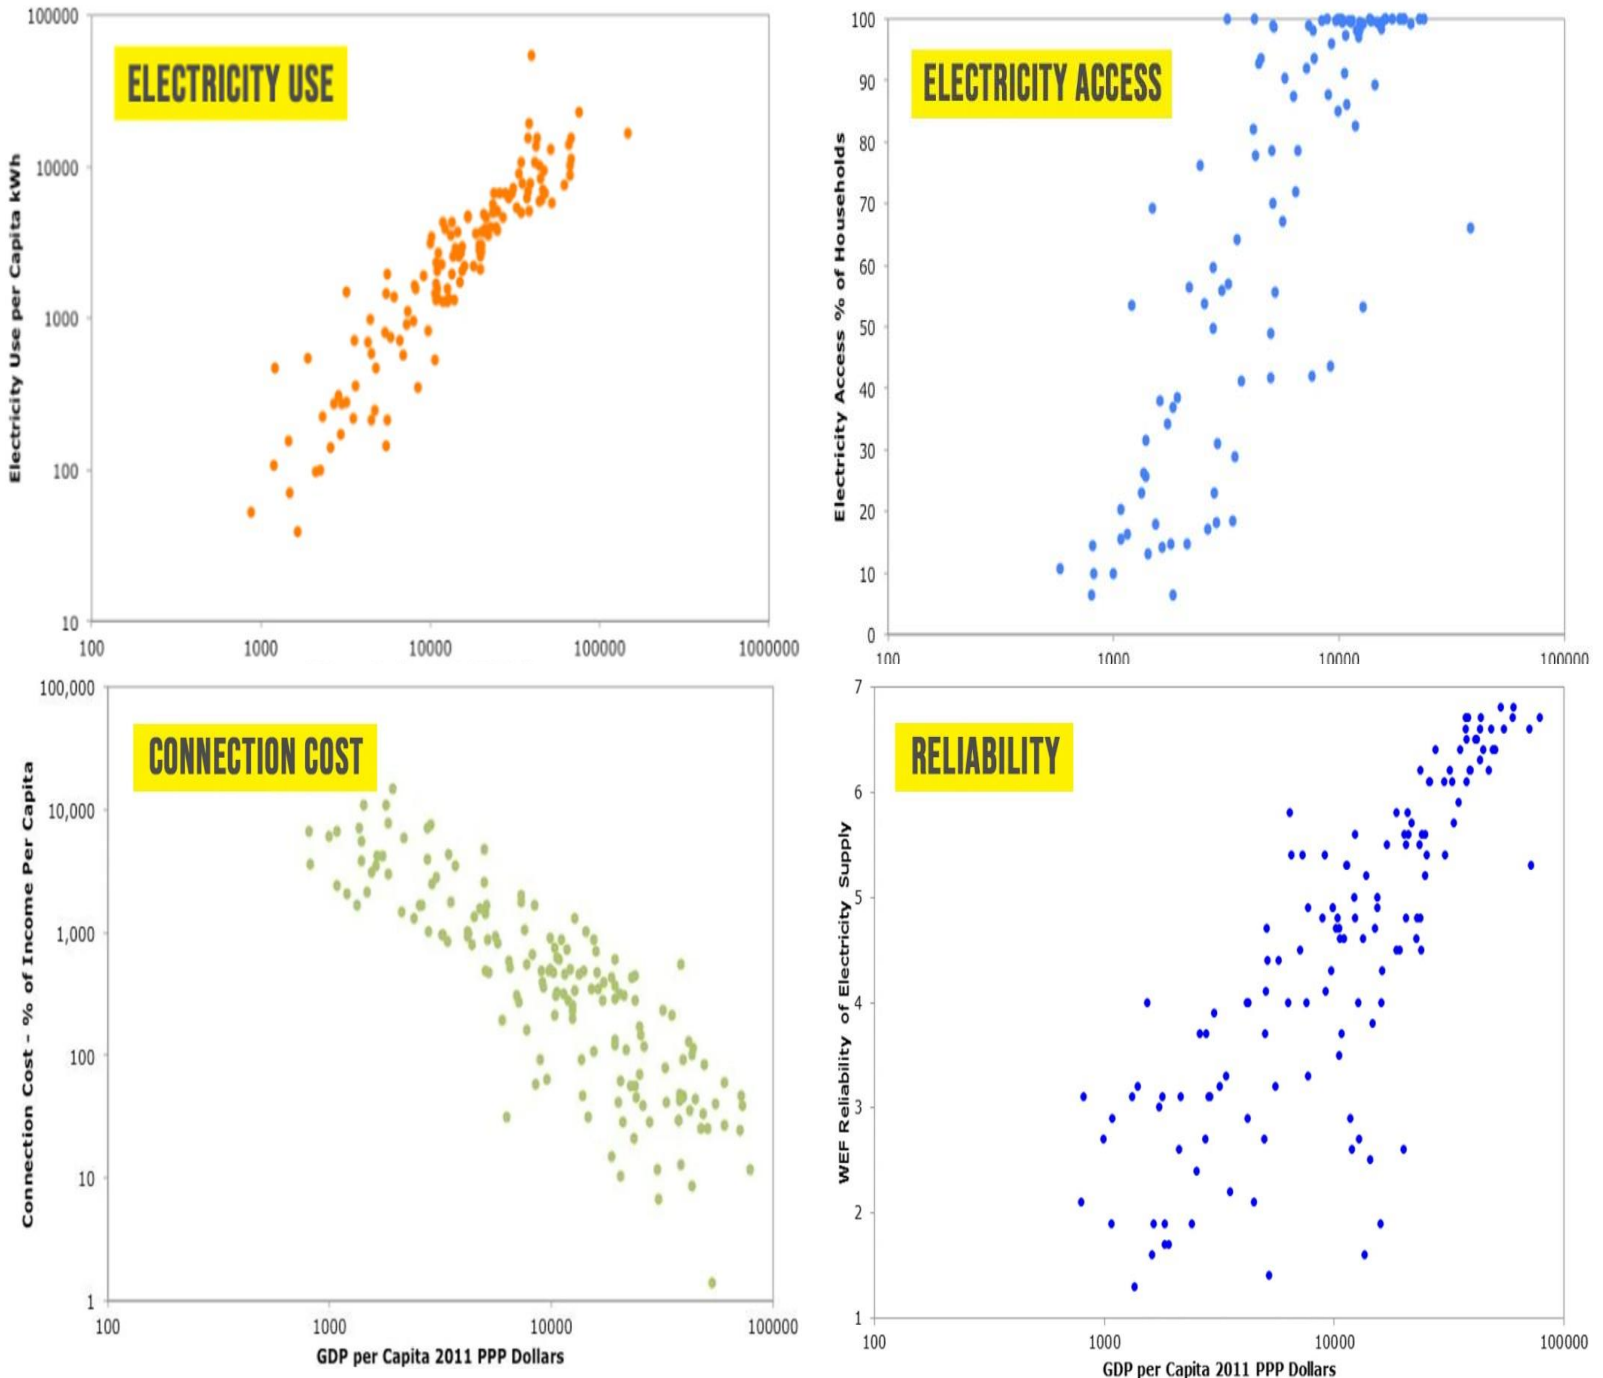 ELECTRICITY USE
Electricity Use per Capita kWh
100000
10000
1000
100
10
100 1000 10000 100000 1000000
ELECTRICITY ACCESS
Electricity Access % of Households
100
90
80
70
60
50
40
30
20
10
0
100 1000 10000 100000
CONNECTION COST
Connection Cost - % of Income Per Capita
100,000
10,000
1,000
100
10
1
100 1000 10000 100000
GDP per Capita 2011 PPP Dollars
RELIABILITY
WEF Reliability of Electricity Supply
7
6
5
4
3
2
1
100 1000 10000 100000
GDP per Capita 2011 PPP Dollars